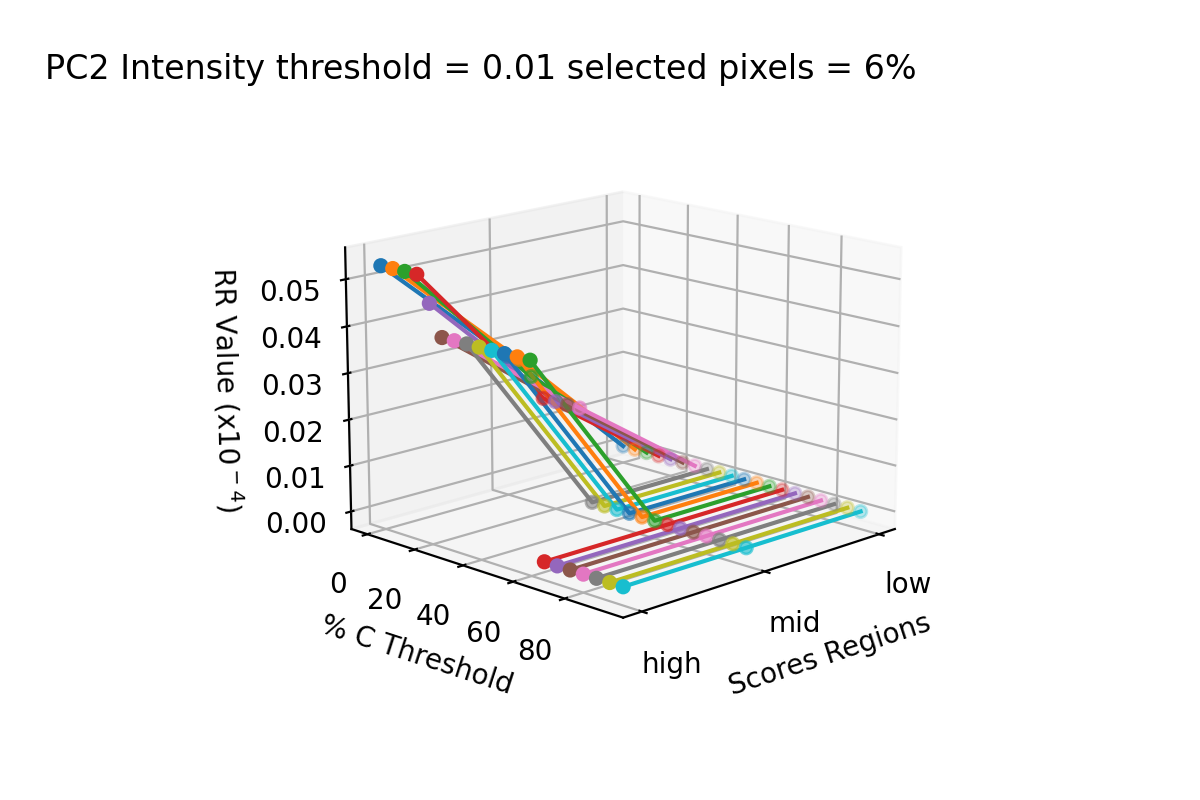 PC2 Intensity threshold = 0.01 selected pixels = 6%
RR Value (x10⁻⁴)
0.05
0.04
0.03
0.02
0.01
0.00
0
20
40
60
80
% C Threshold
high
mid
low
Scores Regions